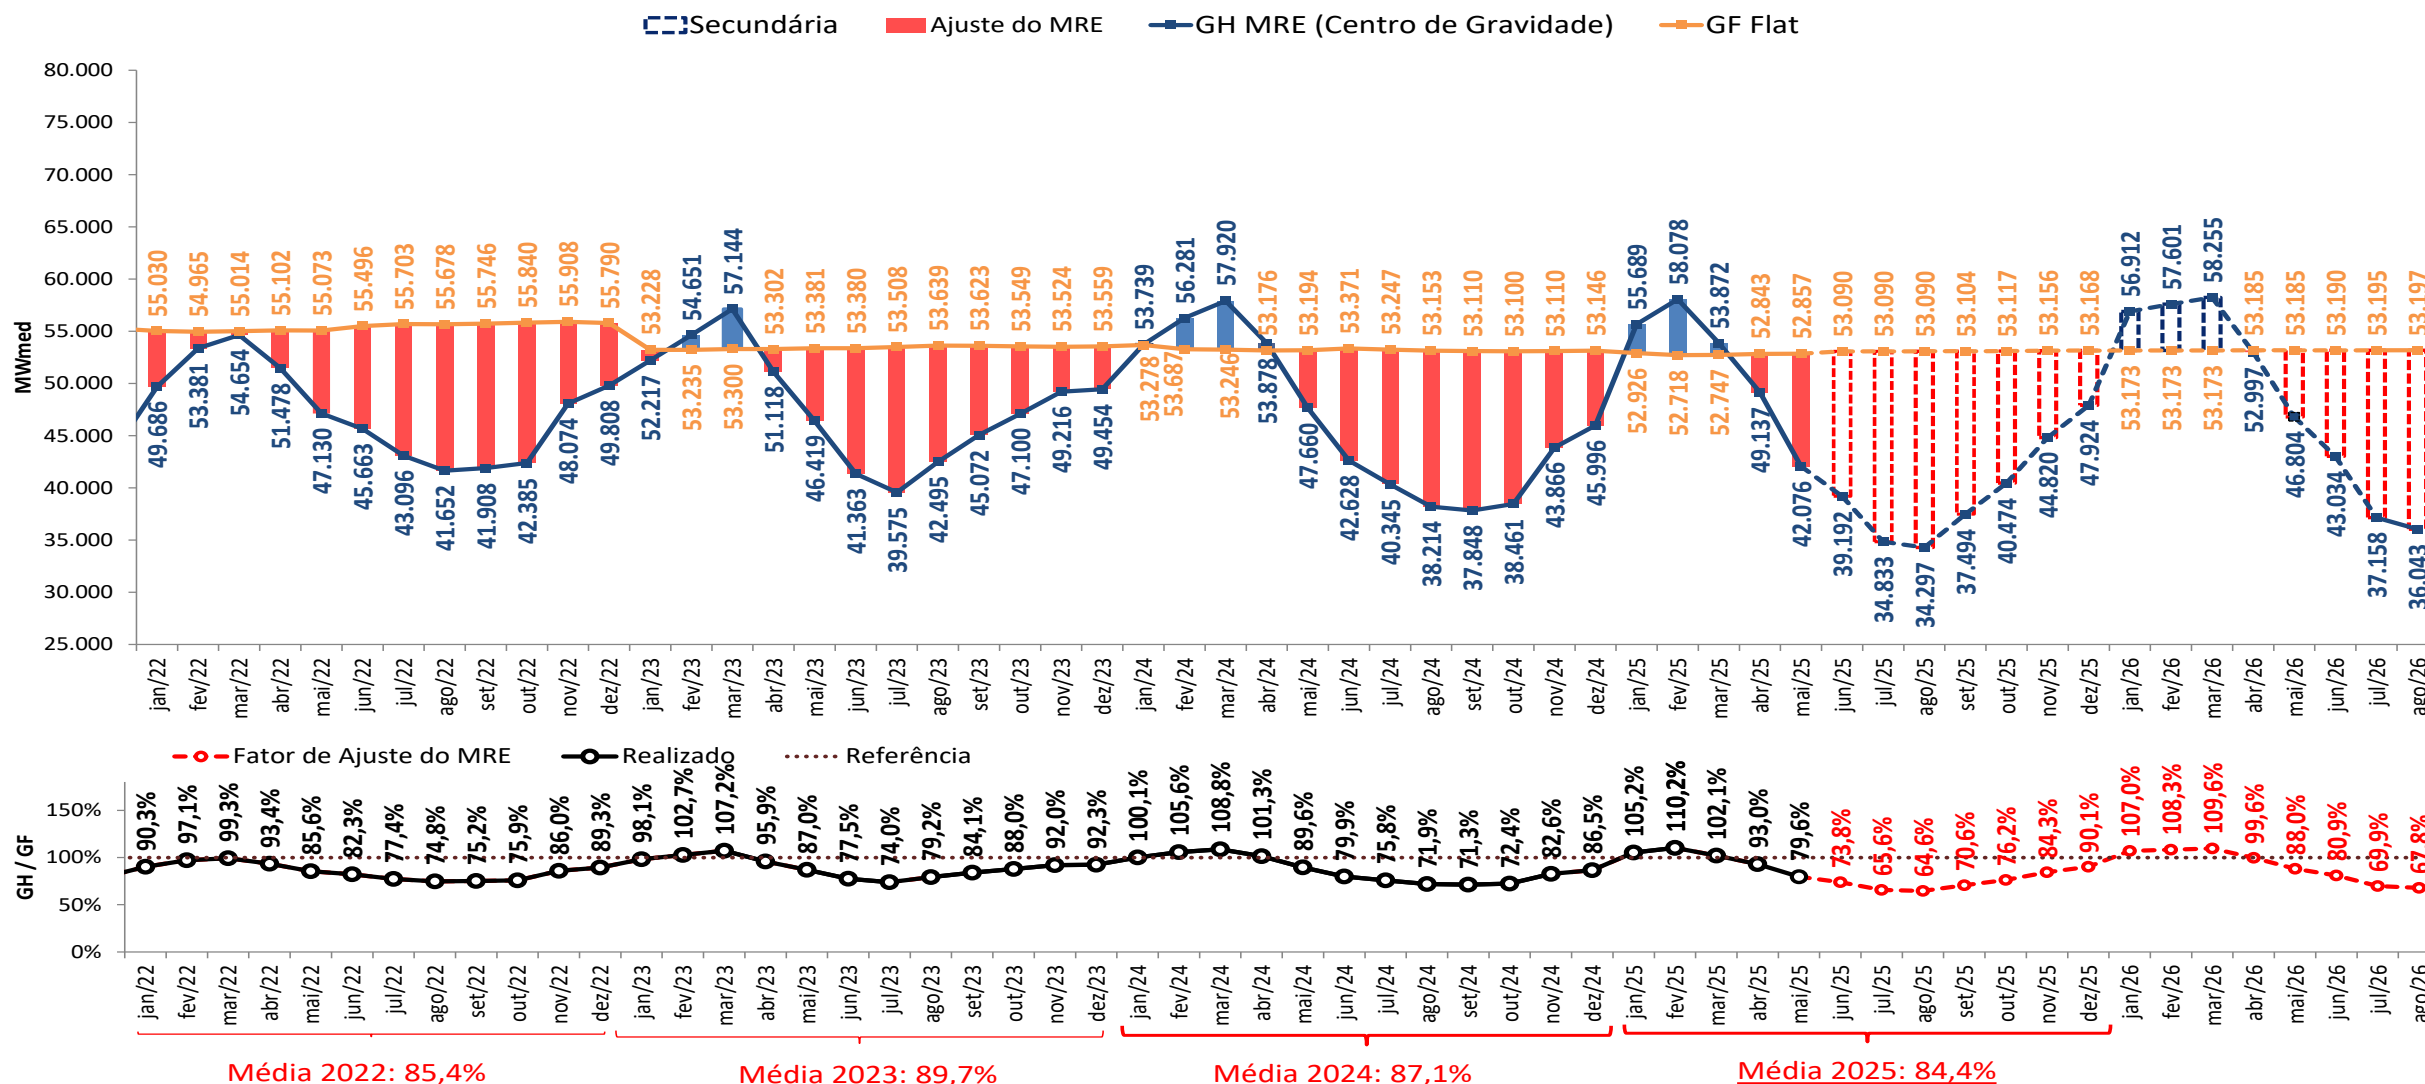 Secundária Ajuste do MRE GH MRE (Centro de Gravidade) GF Flat
80.000
75.000
70.000
65.000
60.000
55.000
50.000
45.000
40.000
35.000
30.000
25.000
MWmed
55.030 54.965 55.014 55.102 55.073 55.496 55.703 55.678 55.746 55.840 55.908 55.790 53.228 54.651 57.144 53.302 53.381 53.380 53.508 53.639 53.623 53.549 53.524 53.559 53.739 56.281 57.920 53.176 53.194 53.371 53.247 53.153 53.110 53.100 53.110 53.146 55.689 58.078 53.872 52.843 52.857 53.090 53.090 53.090 53.104 53.117 53.156 53.168 56.912 57.601 58.255 53.185 53.185 53.190 53.195 53.197
49.686 53.381 54.654 51.478 47.130 45.663 43.096 41.652 41.908 42.385 48.074 49.808 52.217 53.235 53.300 51.118 46.419 41.363 39.575 42.495 45.072 47.100 49.216 49.454 53.278 53.687 53.246 53.878 47.660 42.628 40.345 38.214 37.848 38.461 43.866 45.996 52.926 52.718 52.747 49.137 42.076 39.192 34.833 34.297 37.494 40.474 44.820 47.924 53.173 53.173 53.173 52.997 46.804 43.034 37.158 36.043
jan/22 fev/22 mar/22 abr/22 mai/22 jun/22 jul/22 ago/22 set/22 out/22 nov/22 dez/22 jan/23 fev/23 mar/23 abr/23 mai/23 jun/23 jul/23 ago/23 set/23 out/23 nov/23 dez/23 jan/24 fev/24 mar/24 abr/24 mai/24 jun/24 jul/24 ago/24 set/24 out/24 nov/24 dez/24 jan/25 fev/25 mar/25 abr/25 mai/25 jun/25 jul/25 ago/25 set/25 out/25 nov/25 dez/25 jan/26 fev/26 mar/26 abr/26 mai/26 jun/26 jul/26 ago/26
Fator de Ajuste do MRE Realizado Referência
150%
100%
50%
0%
GH / GF
90,3% 97,1% 99,3% 93,4% 85,6% 82,3% 77,4% 74,8% 75,2% 75,9% 86,0% 89,3% 98,1% 102,7% 107,2% 95,9% 87,0% 77,5% 74,0% 79,2% 84,1% 88,0% 92,0% 92,3% 100,1% 105,6% 108,8% 101,3% 89,6% 79,9% 75,8% 71,9% 71,3% 72,4% 82,6% 86,5% 105,2% 110,2% 102,1% 93,0% 79,6% 73,8% 65,6% 64,6% 70,6% 76,2% 84,3% 90,1% 107,0% 108,3% 109,6% 99,6% 88,0% 80,9% 69,9% 67,8%
jan/22 fev/22 mar/22 abr/22 mai/22 jun/22 jul/22 ago/22 set/22 out/22 nov/22 dez/22 jan/23 fev/23 mar/23 abr/23 mai/23 jun/23 jul/23 ago/23 set/23 out/23 nov/23 dez/23 jan/24 fev/24 mar/24 abr/24 mai/24 jun/24 jul/24 ago/24 set/24 out/24 nov/24 dez/24 jan/25 fev/25 mar/25 abr/25 mai/25 jun/25 jul/25 ago/25 set/25 out/25 nov/25 dez/25 jan/26 fev/26 mar/26 abr/26 mai/26 jun/26 jul/26 ago/26
Média 2022: 85,4% Média 2023: 89,7% Média 2024: 87,1% Média 2025: 84,4%